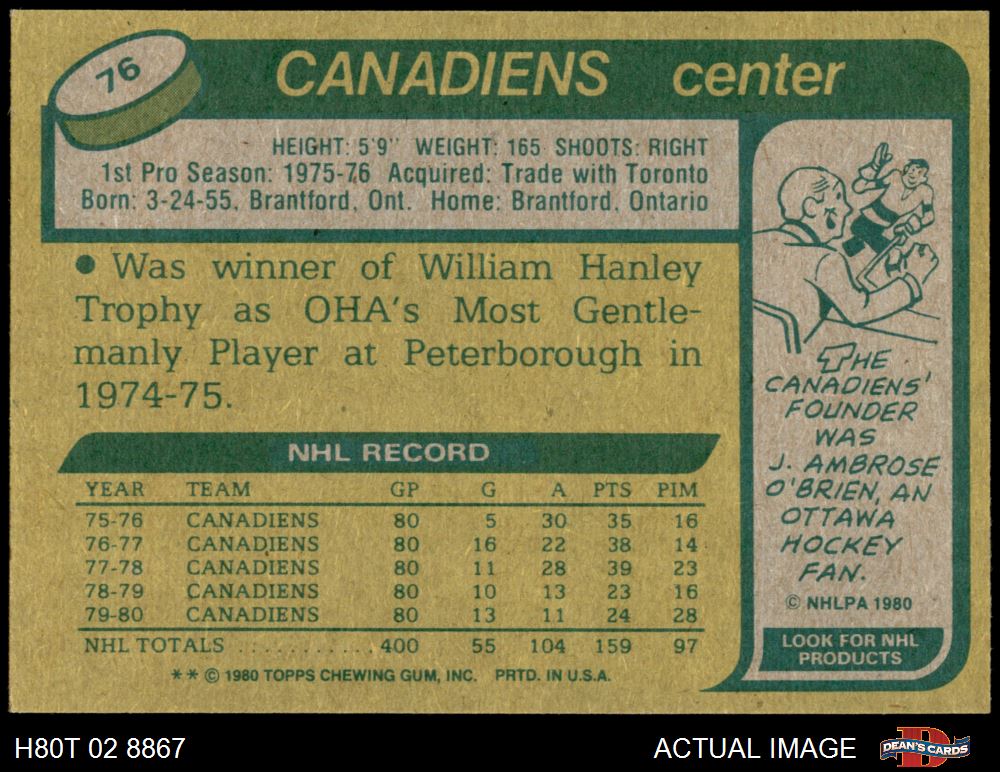 76
CANADIENS center
HEIGHT: 5'9" WEIGHT: 165 SHOOTS: RIGHT
1st Pro Season: 1975-76 Acquired: Trade with Toronto
Born: 3-24-55, Brantford, Ont. Home: Brantford, Ontario
● Was winner of William Hanley
Trophy as OHA's Most Gentle-
manly Player at Peterborough in
1974-75.
NHL RECORD
YEAR TEAM GP G A PTS PIM
75-76 CANADIENS 80 5 30 35 16
76-77 CANADIENS 80 16 22 38 14
77-78 CANADIENS 80 11 28 39 23
78-79 CANADIENS 80 10 13 23 16
79-80 CANADIENS 80 13 11 24 28
NHL TOTALS ........... 400 55 104 159 97
** © 1980 TOPPS CHEWING GUM, INC. PRTD. IN U.S.A.
THE
CANADIENS'
FOUNDER
WAS
J. AMBROSE
O'BRIEN, AN
OTTAWA
HOCKEY
FAN.
© NHLPA 1980
LOOK FOR NHL
PRODUCTS
H80T 02 8867
ACTUAL IMAGE
D
DEAN'S CARDS